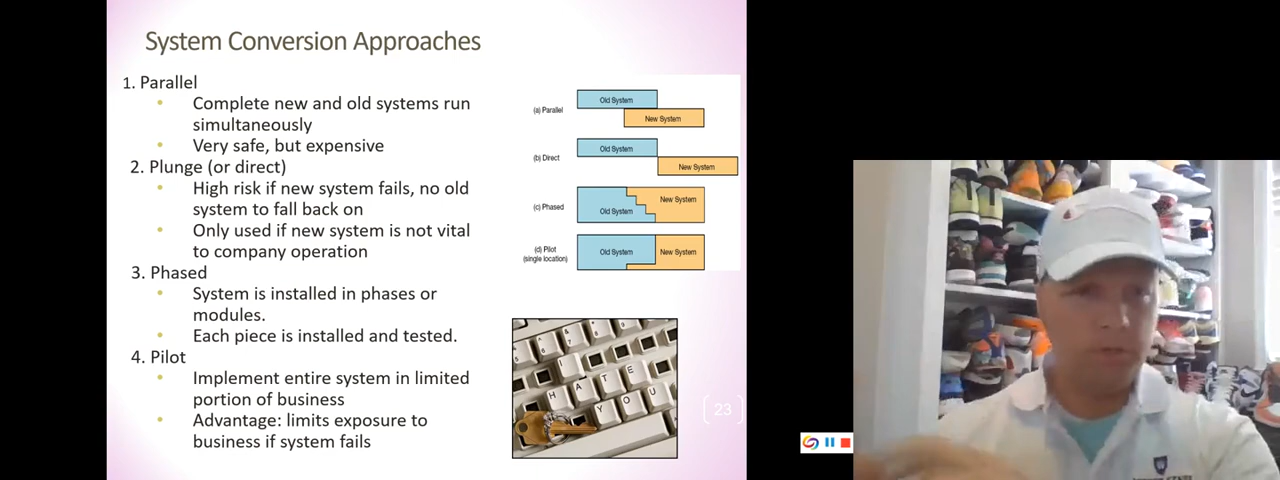 System Conversion Approaches
1. Parallel
• Complete new and old systems run
simultaneously
• Very safe, but expensive
2. Plunge (or direct)
• High risk if new system fails, no old
system to fall back on
• Only used if new system is not vital
to company operation
3. Phased
• System is installed in phases or
modules.
• Each piece is installed and tested.
4. Pilot
• Implement entire system in limited
portion of business
• Advantage: limits exposure to
business if system fails
(a) Parallel
Old System
New System
(b) Direct
Old System
New System
(c) Phased
Old System
New System
(d) Pilot
(single location)
Old System
New System
HATE
YOU
23